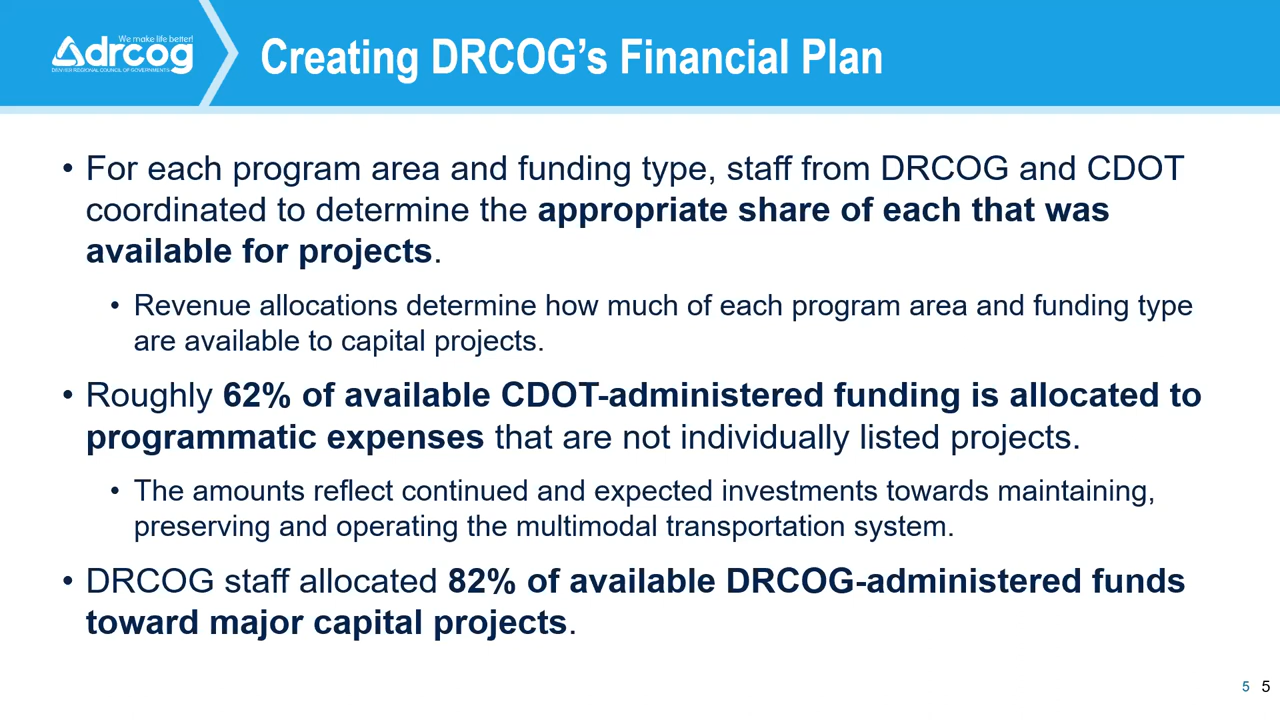 We make life better!
drcog
DENVER REGIONAL COUNCIL OF GOVERNMENTS
Creating DRCOG's Financial Plan
• For each program area and funding type, staff from DRCOG and CDOT
coordinated to determine the appropriate share of each that was
available for projects.
• Revenue allocations determine how much of each program area and funding type
are available to capital projects.
• Roughly 62% of available CDOT-administered funding is allocated to
programmatic expenses that are not individually listed projects.
• The amounts reflect continued and expected investments towards maintaining,
preserving and operating the multimodal transportation system.
• DRCOG staff allocated 82% of available DRCOG-administered funds
toward major capital projects.
5 5